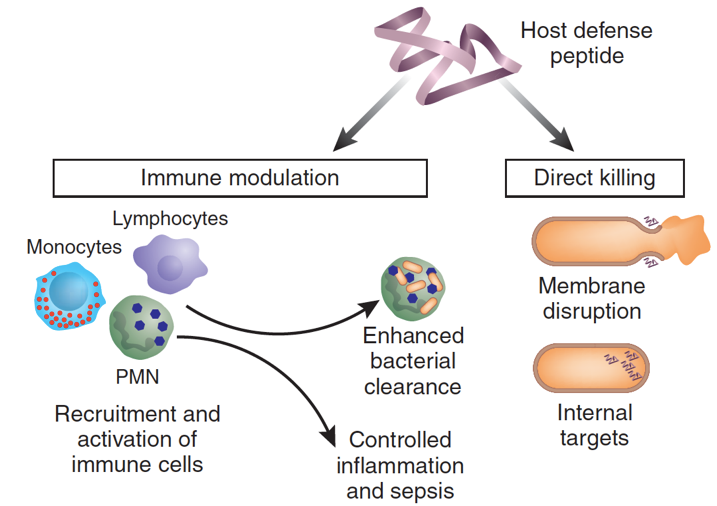 Host defense
peptide
Immune modulation
Direct killing
Lymphocytes
Monocytes
PMN
Recruitment and
activation of
immune cells
Enhanced
bacterial
clearance
Controlled
inflammation
and sepsis
Membrane
disruption
Internal
targets